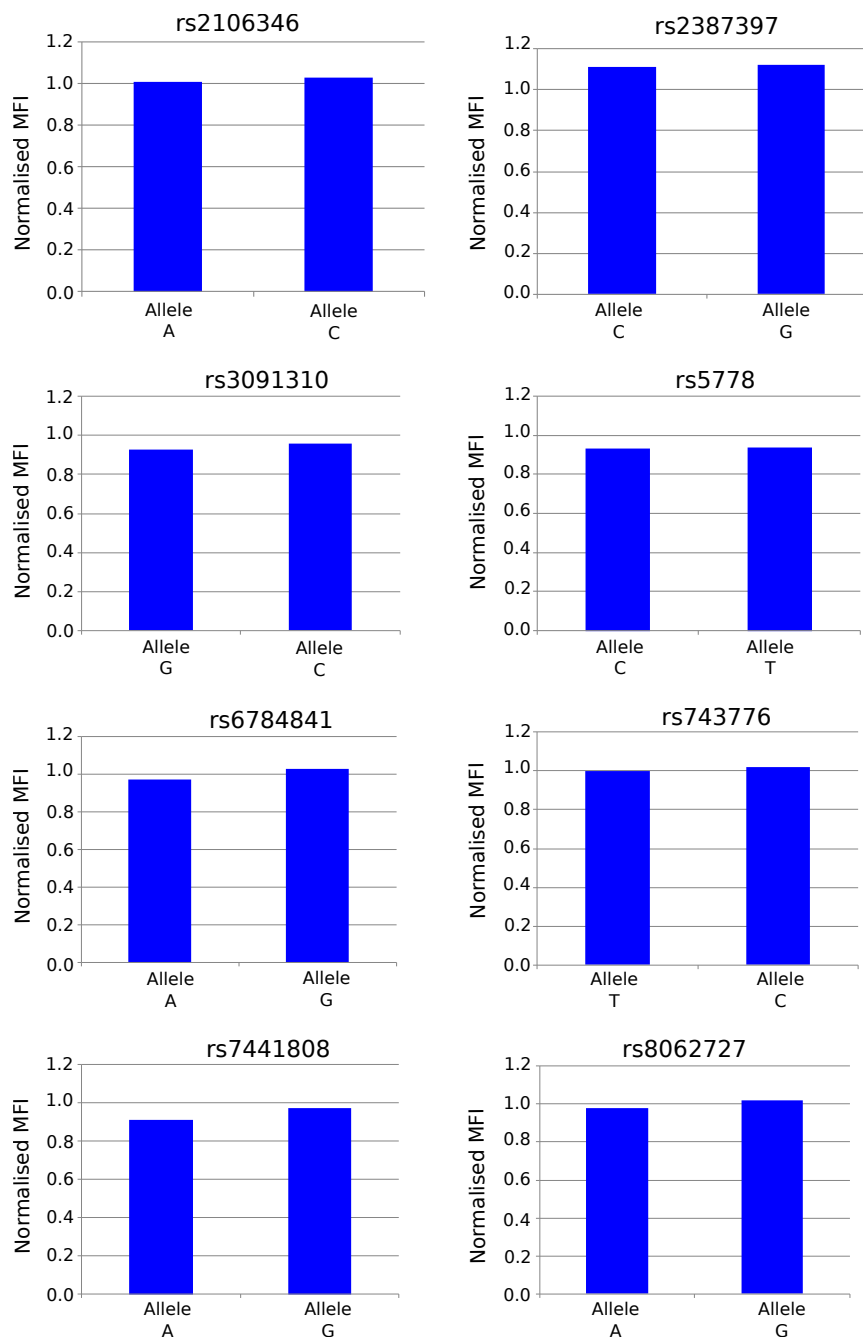 rs2106346
Normalised MFI
1.2
1.0
0.8
0.6
0.4
0.2
0.0
Allele
A
Allele
C
rs2387397
Normalised MFI
1.2
1.0
0.8
0.6
0.4
0.2
0.0
Allele
C
Allele
G
rs3091310
Normalised MFI
1.2
1.0
0.8
0.6
0.4
0.2
0.0
Allele
G
Allele
C
rs5778
Normalised MFI
1.2
1.0
0.8
0.6
0.4
0.2
0.0
Allele
C
Allele
T
rs6784841
Normalised MFI
1.2
1.0
0.8
0.6
0.4
0.2
0.0
Allele
A
Allele
G
rs743776
Normalised MFI
1.2
1.0
0.8
0.6
0.4
0.2
0.0
Allele
T
Allele
C
rs7441808
Normalised MFI
1.2
1.0
0.8
0.6
0.4
0.2
0.0
Allele
A
Allele
G
rs8062727
Normalised MFI
1.2
1.0
0.8
0.6
0.4
0.2
0.0
Allele
A
Allele
G